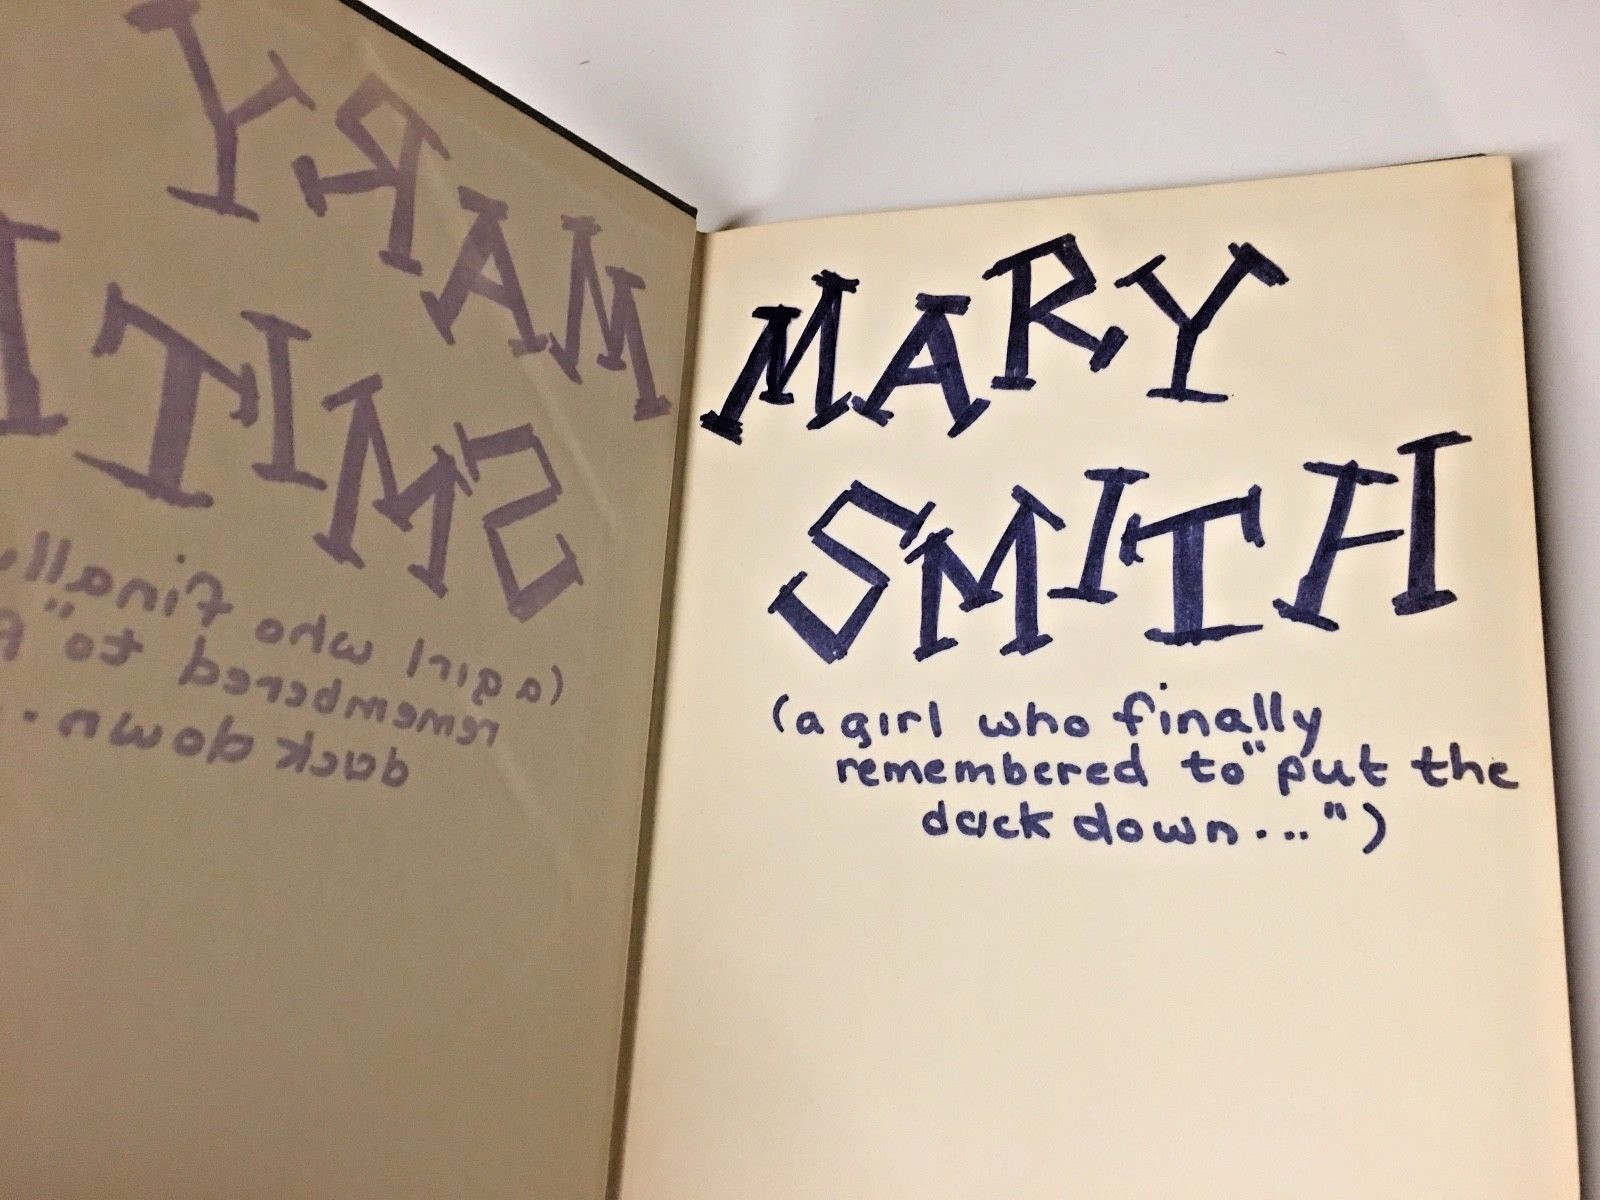 MARY
SMITH
(a girl who finally
remembered to "put the
duck down...")